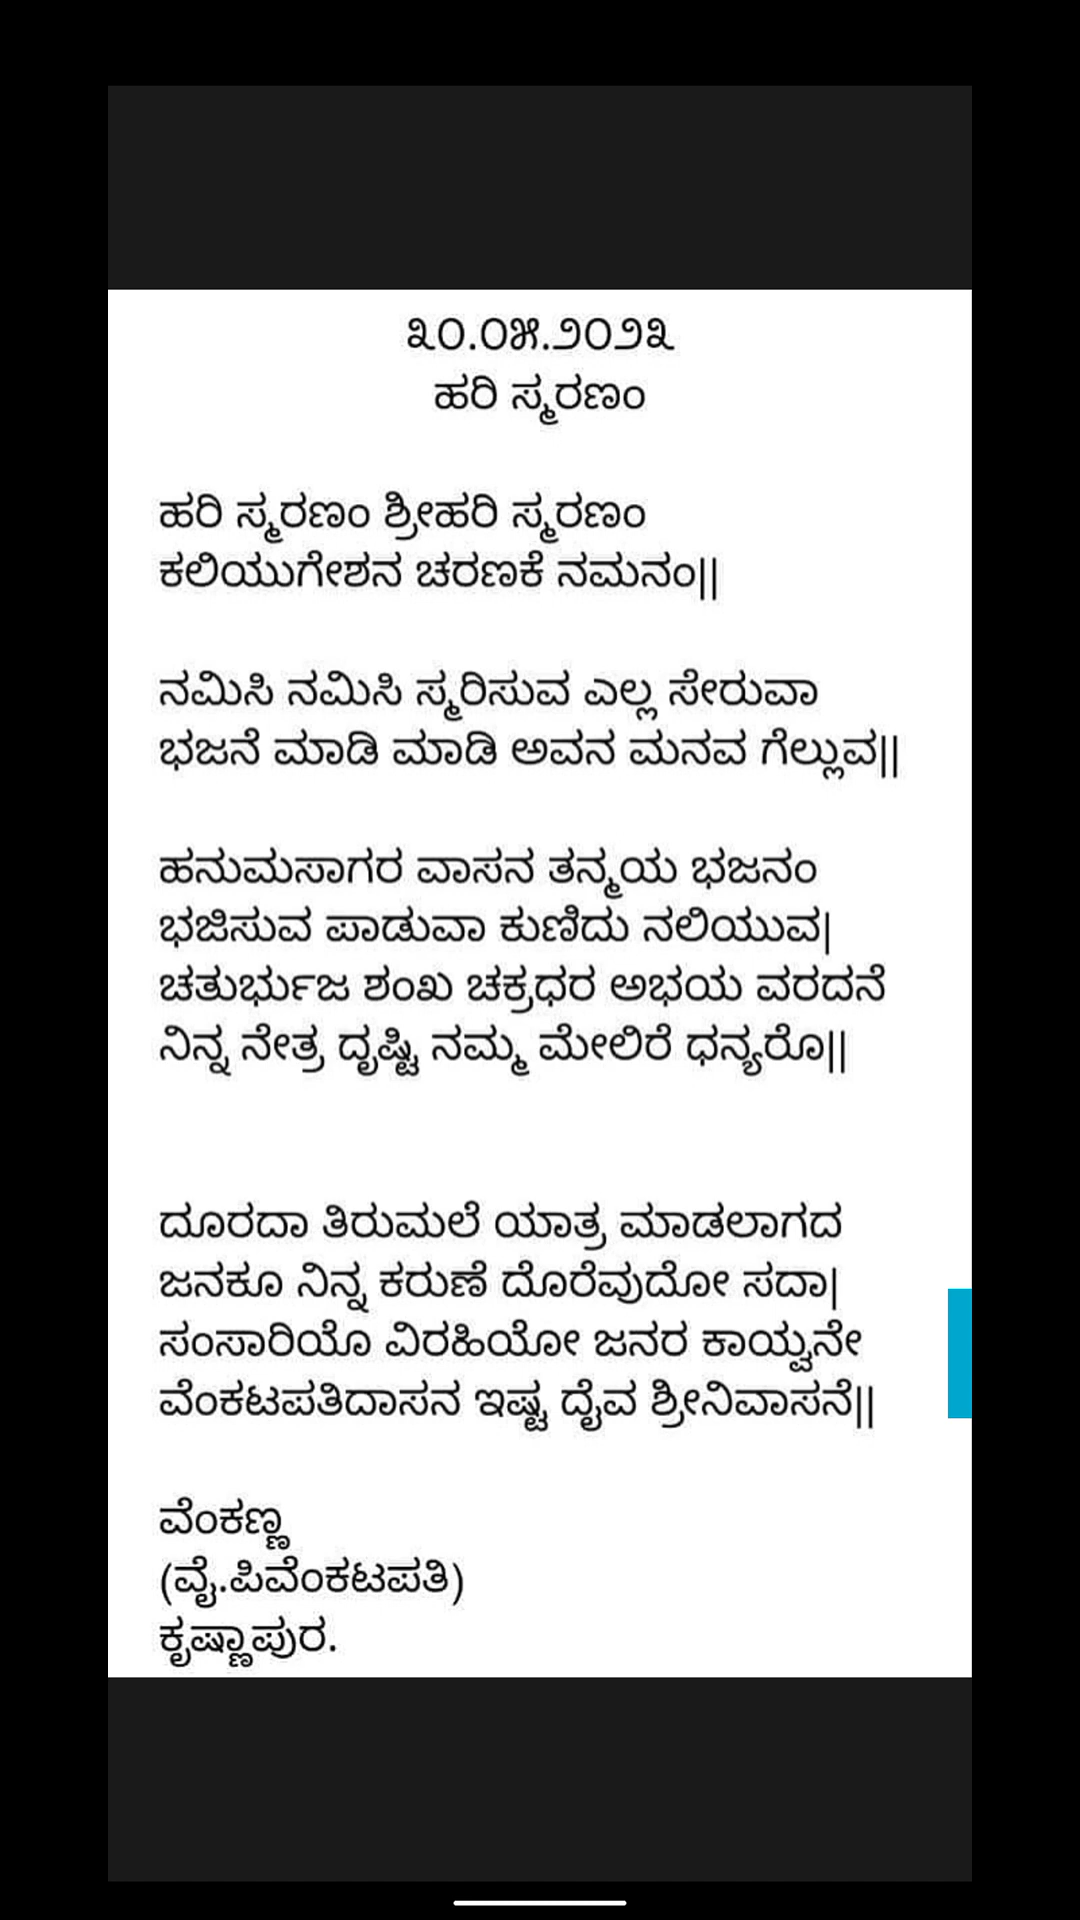 ೩೦.೦೫.೨೦೨೩
ಹರಿ ಸ್ಮರಣಂ
ಹರಿ ಸ್ಮರಣಂ ಶ್ರೀಹರಿ ಸ್ಮರಣಂ
ಕಲಿಯುಗೇಶನ ಚರಣಕೆ ನಮನಂ||
ನಮಿಸಿ ನಮಿಸಿ ಸ್ಮರಿಸುವ ಎಲ್ಲ ಸೇರುವಾ
ಭಜನೆ ಮಾಡಿ ಮಾಡಿ ಅವನ ಮನವ ಗೆಲ್ಲುವ||
ಹನುಮಸಾಗರ ವಾಸನ ತನ್ಮಯ ಭಜನಂ
ಭಜಿಸುವ ಪಾಡುವಾ ಕುಣಿದು ನಲಿಯುವ|
ಚತುರ್ಭುಜ ಶಂಖ ಚಕ್ರಧರ ಅಭಯ ವರದನೆ
ನಿನ್ನ ನೇತ್ರ ದೃಷ್ಟಿ ನಮ್ಮ ಮೇಲಿರೆ ಧನ್ಯರೊ||
ದೂರದಾ ತಿರುಮಲೆ ಯಾತ್ರ ಮಾಡಲಾಗದ
ಜನಕೂ ನಿನ್ನ ಕರುಣೆ ದೊರೆವುದೋ ಸದಾ|
ಸಂಸಾರಿಯೊ ವಿರಹಿಯೋ ಜನರ ಕಾಯ್ವನೇ
ವೆಂಕಟಪತಿದಾಸನ ಇಷ್ಟ ದೈವ ಶ್ರೀನಿವಾಸನೆ||
ವೆಂಕಣ್ಣ
(ವೈ.ಪಿವೆಂಕಟಪತಿ)
ಕೃಷ್ಣಾಪುರ.